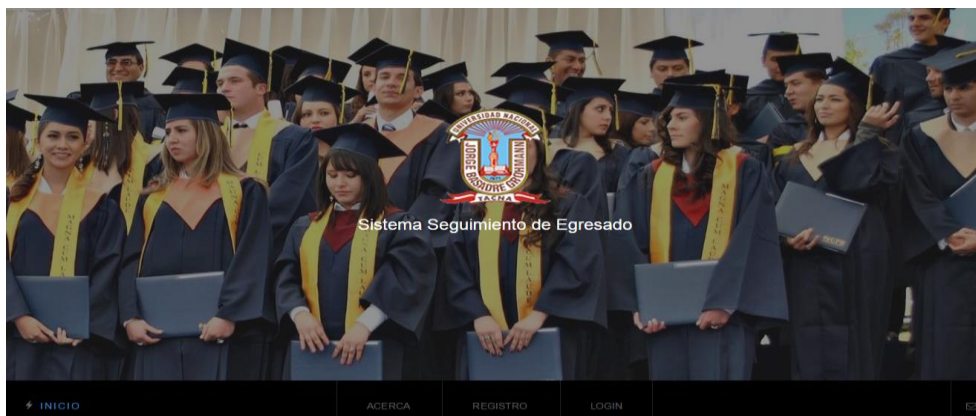 UNIVERSIDAD NACIONAL
JORGE BASADRE GROHMANN
TACNA
Sistema Seguimiento de Egresado
INICIO
ACERCA
REGISTRO
LOGIN